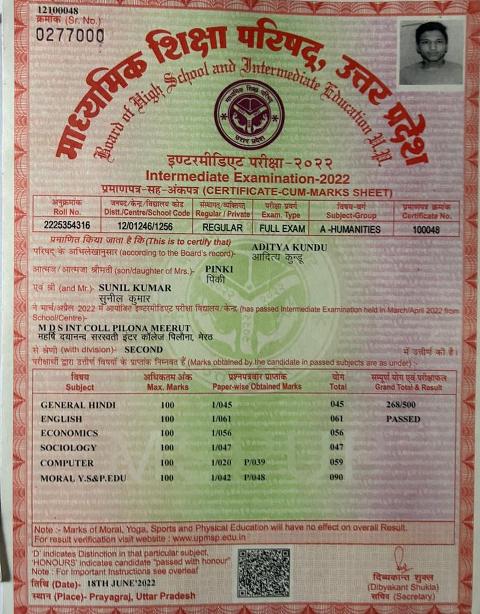 12100048
क्रमांक (Sr. No.)
0277000
माध्यमिक शिक्षा परिषद्, उत्तर प्रदेश
Board of High School and Intermediate Education U.P.
इण्टरमीडिएट परीक्षा-२०२२
Intermediate Examination-2022
प्रमाणपत्र-सह-अंकपत्र (CERTIFICATE-CUM-MARKS SHEET)
अनुक्रमांक जनपद/केन्द्र/विद्यालय कोड संस्थागत/व्यक्तिगत परीक्षा प्रकार विषय-वर्ग प्रमाणपत्र क्रमांक
Roll No. Distt./Centre/School Code Regular / Private Exam. Type Subject-Group Certificate No.
2225354316 12/01246/1256 REGULAR FULL EXAM A -HUMANITIES 100048
प्रमाणित किया जाता है कि (This is to certify that)
ADITYA KUNDU
परिषद् के अभिलेखानुसार (according to the Board's record)- आदित्य कुन्डू
आत्मज / आत्मजा श्रीमती (son/daughter of Mrs.)- PINKI
पिंकी
एवं श्री (and Mr.)- SUNIL KUMAR
सुनील कुमार
ने मार्च/अप्रैल 2022 में आयोजित इण्टरमीडिएट परीक्षा विद्यालय/केन्द्र (has passed Intermediate Examination held in March/April 2022 from
School/Centre)-
M D S INT COLL PILONA MEERUT
महर्षि दयानन्द सरस्वती इंटर कॉलेज पिलौना, मेरठ
से श्रेणी (with division)- SECOND में उत्तीर्ण की है।
परीक्षार्थी द्वारा उत्तीर्ण विषयों के प्राप्तांक निम्नवत हैं (Marks obtained by the candidate in passed subjects are as under) :-
विषय अधिकतम अंक प्रश्नपत्रवार प्राप्तांक योग सम्पूर्ण योग एवं परीक्षाफल
Subject Max. Marks Paper-wise Obtained Marks Total Grand Total & Result
GENERAL HINDI 100 1/045 045 268/500
ENGLISH 100 1/061 061 PASSED
ECONOMICS 100 1/056 056
SOCIOLOGY 100 1/047 047
COMPUTER 100 1/020 P/039 059
MORAL Y.S&P.EDU 100 1/042 P/048 090
Note :- Marks of Moral, Yoga, Sports and Physical Education will have no effect on overall Result.
For result verification website : www.upmsp.edu.in
'D' indicates Distinction in that particular subject,
'HONOURS' indicates candidate "passed with honour"
Note : For Important Instructions see overleaf
तिथि (Date)- 18TH JUNE'2022
स्थान (Place)- Prayagraj, Uttar Pradesh
दिव्यकान्त शुक्ल
(Dibyakant Shukla)
सचिव (Secretary)